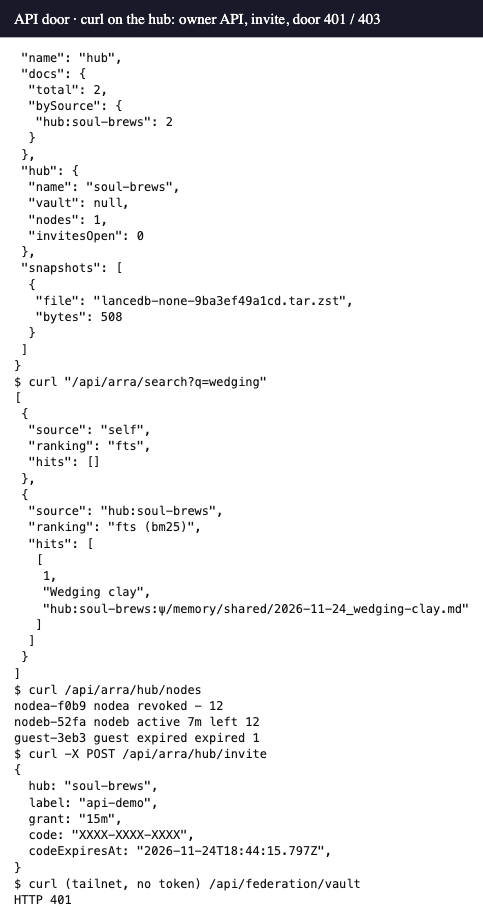 API door · curl on the hub: owner API, invite, door 401 / 403
"name": "hub",
"docs": {
"total": 2,
"bySource": {
"hub:soul-brews": 2
}
},
"hub": {
"name": "soul-brews",
"vault": null,
"nodes": 1,
"invitesOpen": 0
},
"snapshots": [
{
"file": "lancedb-none-9ba3ef49a1cd.tar.zst",
"bytes": 508
}
]
}
$ curl "/api/arra/search?q=wedging"
[
{
"source": "self",
"ranking": "fts",
"hits": []
},
{
"source": "hub:soul-brews",
"ranking": "fts (bm25)",
"hits": [
[
1,
"Wedging clay",
"hub:soul-brews:ψ/memory/shared/2026-11-24_wedging-clay.md"
]
]
}
]
$ curl /api/arra/hub/nodes
nodea-f0b9 nodea revoked - 12
nodeb-52fa nodeb active 7m left 12
guest-3eb3 guest expired expired 1
$ curl -X POST /api/arra/hub/invite
{
hub: "soul-brews",
label: "api-demo",
grant: "15m",
code: "XXXX-XXXX-XXXX",
codeExpiresAt: "2026-11-24T18:44:15.797Z",
}
$ curl (tailnet, no token) /api/federation/vault
HTTP 401